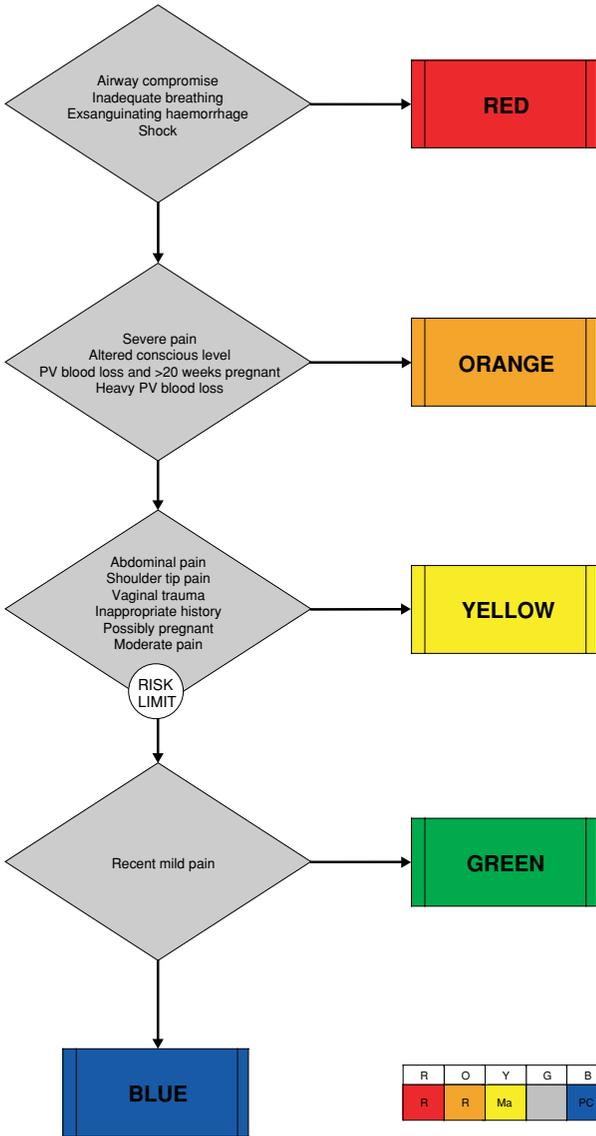 Airway compromise
Inadequate breathing
Exsanguinating haemorrhage
Shock
RED
Severe pain
Altered conscious level
PV blood loss and >20 weeks pregnant
Heavy PV blood loss
ORANGE
Abdominal pain
Shoulder tip pain
Vaginal trauma
Inappropriate history
Possibly pregnant
Moderate pain
YELLOW
RISK
LIMIT
Recent mild pain
GREEN
BLUE
R O Y G B
R R Ma PC